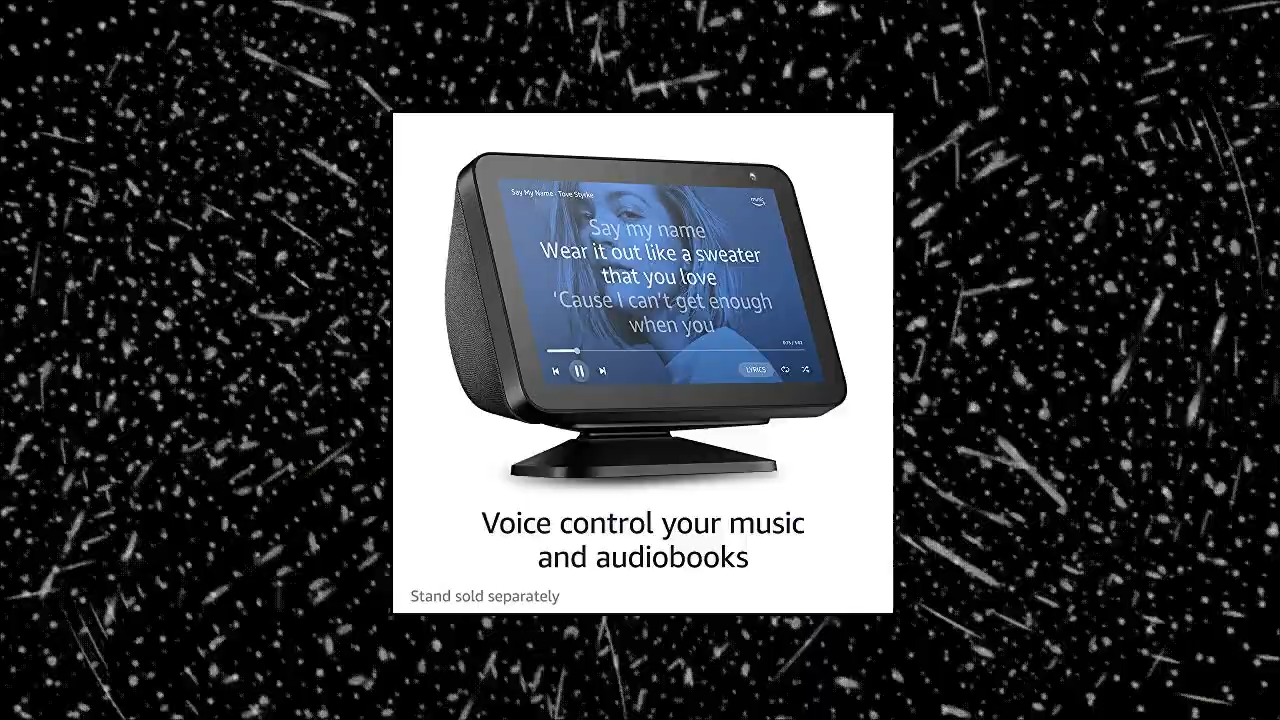 Say My Name - Tove Styrke
music
Say my name
Wear it out like a sweater
that you love
'Cause I can't get enough
when you
LYRICS
Voice control your music
and audiobooks
Stand sold separately